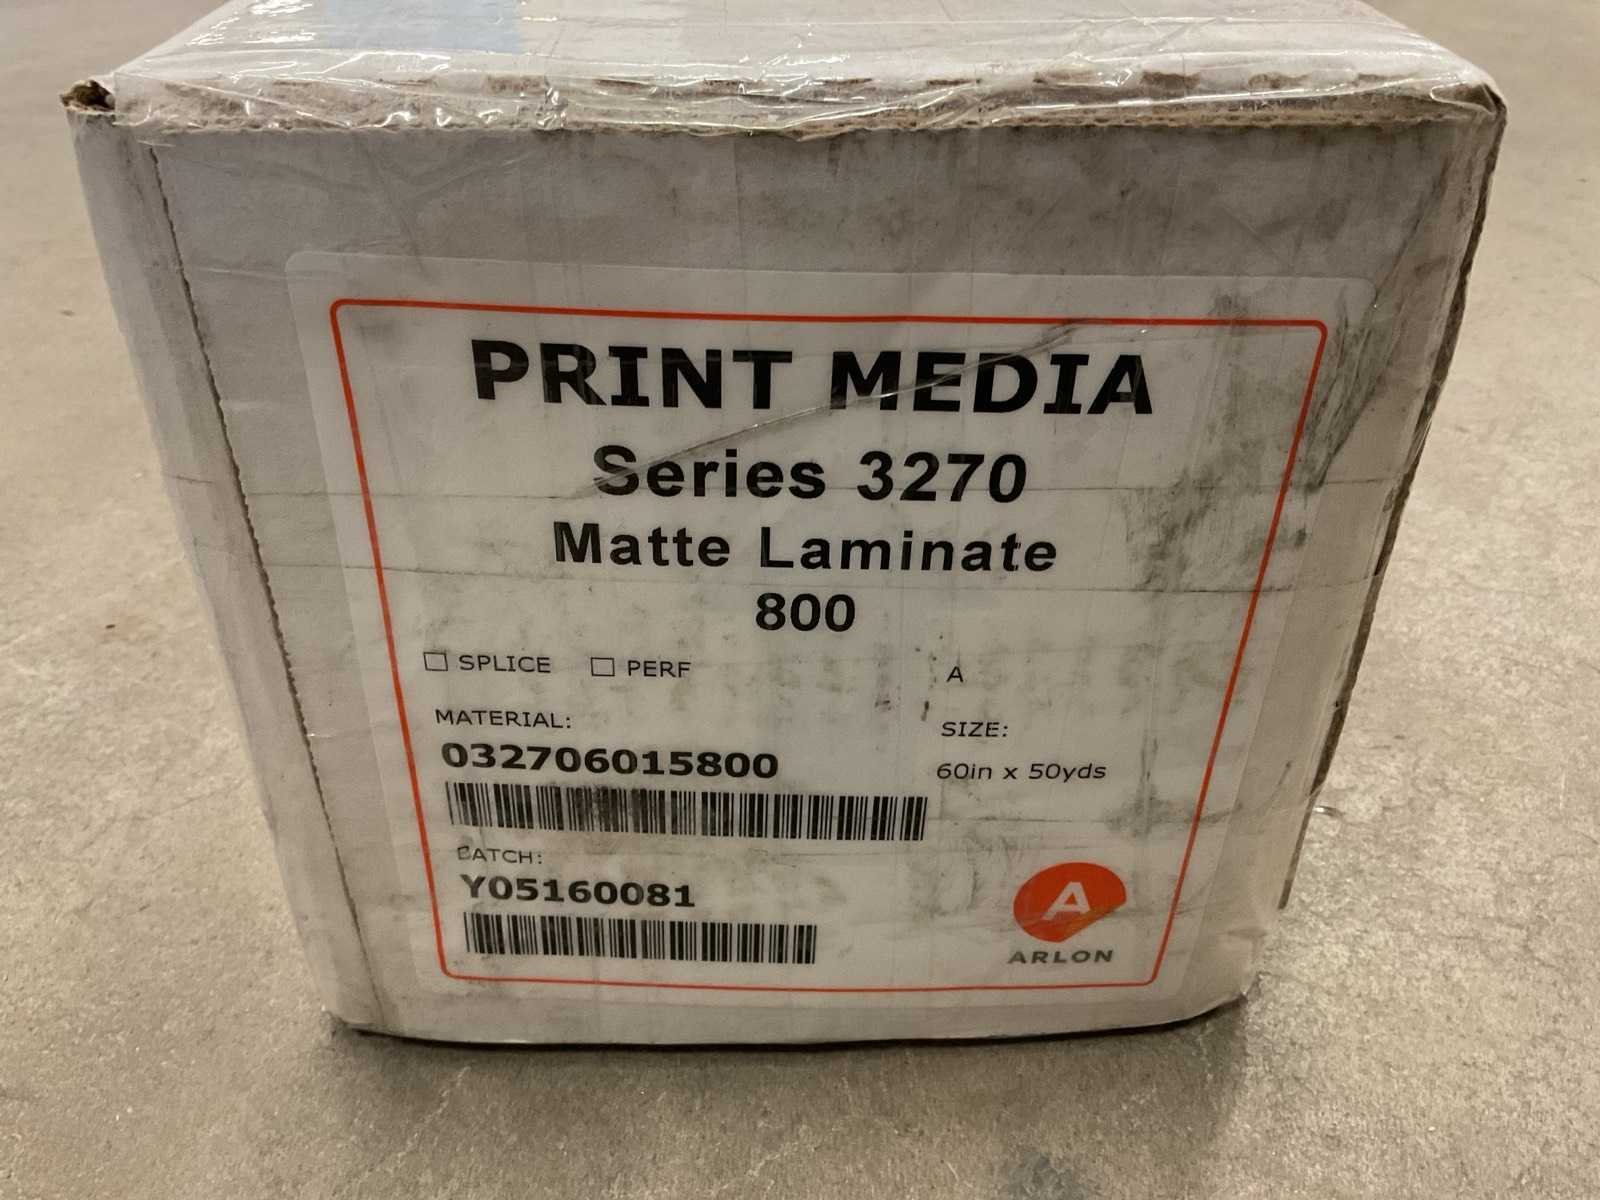 PRINT MEDIA
Series 3270
Matte Laminate
800
SPLICE PERF A
MATERIAL:
032706015800
SIZE:
60in x 50yds
BATCH:
Y05160081
A
ARLON